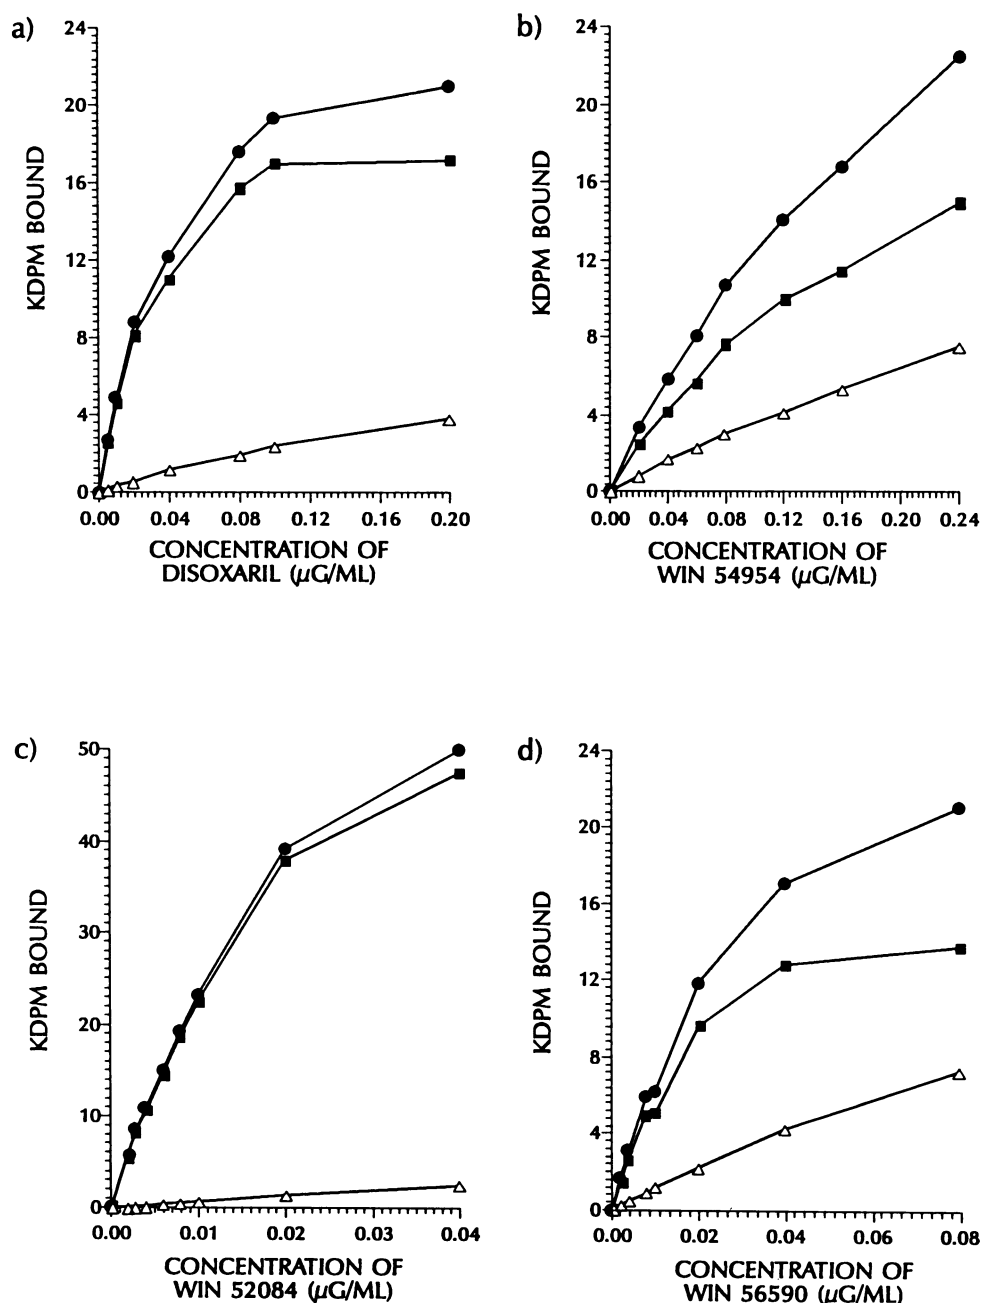 a)
24
20
16
12
8
4
0
KDPM BOUND
0.00 0.04 0.08 0.12 0.16 0.20
CONCENTRATION OF
DISOXARIL (µG/ML)
b)
24
20
16
12
8
4
0
KDPM BOUND
0.00 0.04 0.08 0.12 0.16 0.20 0.24
CONCENTRATION OF
WIN 54954 (µG/ML)
c)
50
40
30
20
10
0
KDPM BOUND
0.00 0.01 0.02 0.03 0.04
CONCENTRATION OF
WIN 52084 (µG/ML)
d)
24
20
16
12
8
4
0
KDPM BOUND
0.00 0.02 0.04 0.06 0.08
CONCENTRATION OF
WIN 56590 (µG/ML)